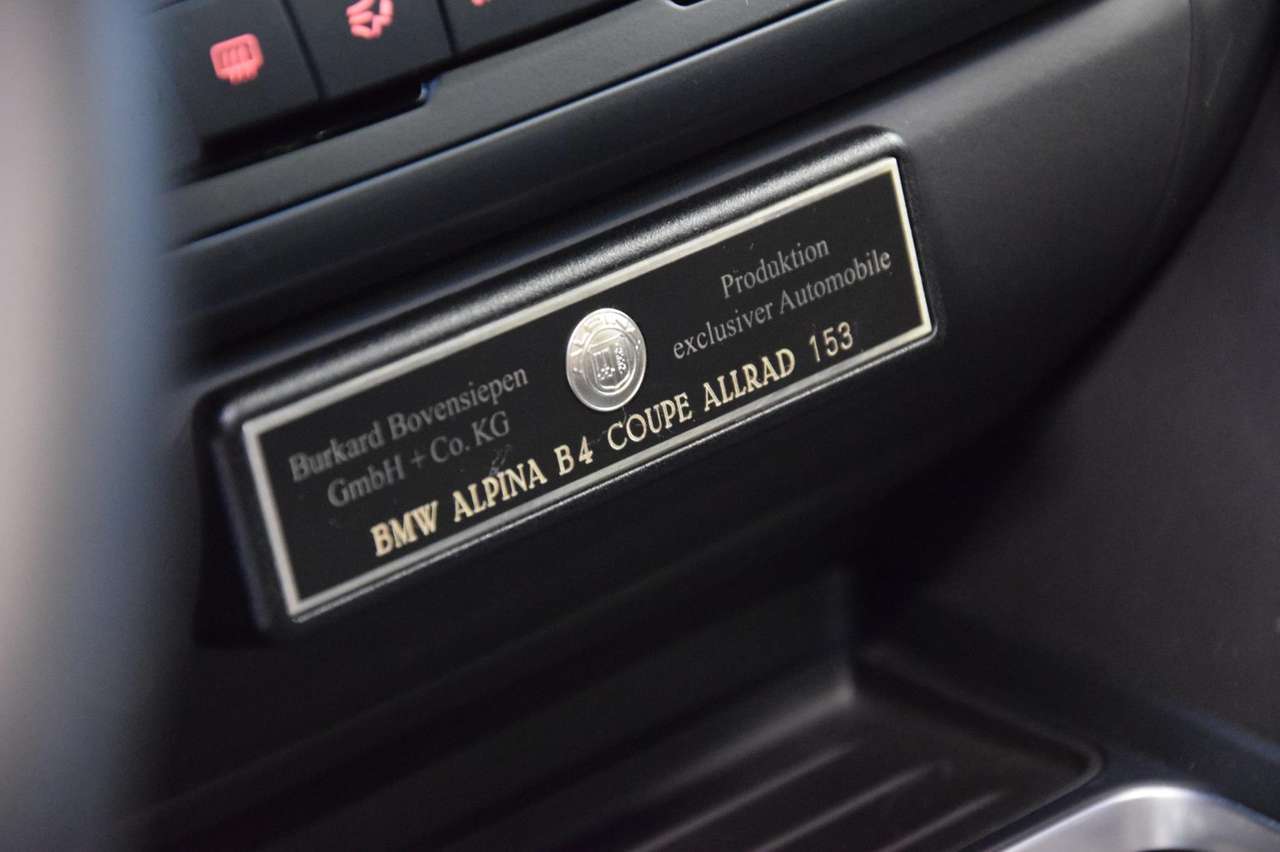 Burkard Bovensiepen
GmbH + Co. KG
Produktion
exclusiver Automobile
BMW ALPINA B4 COUPE ALLRAD 153